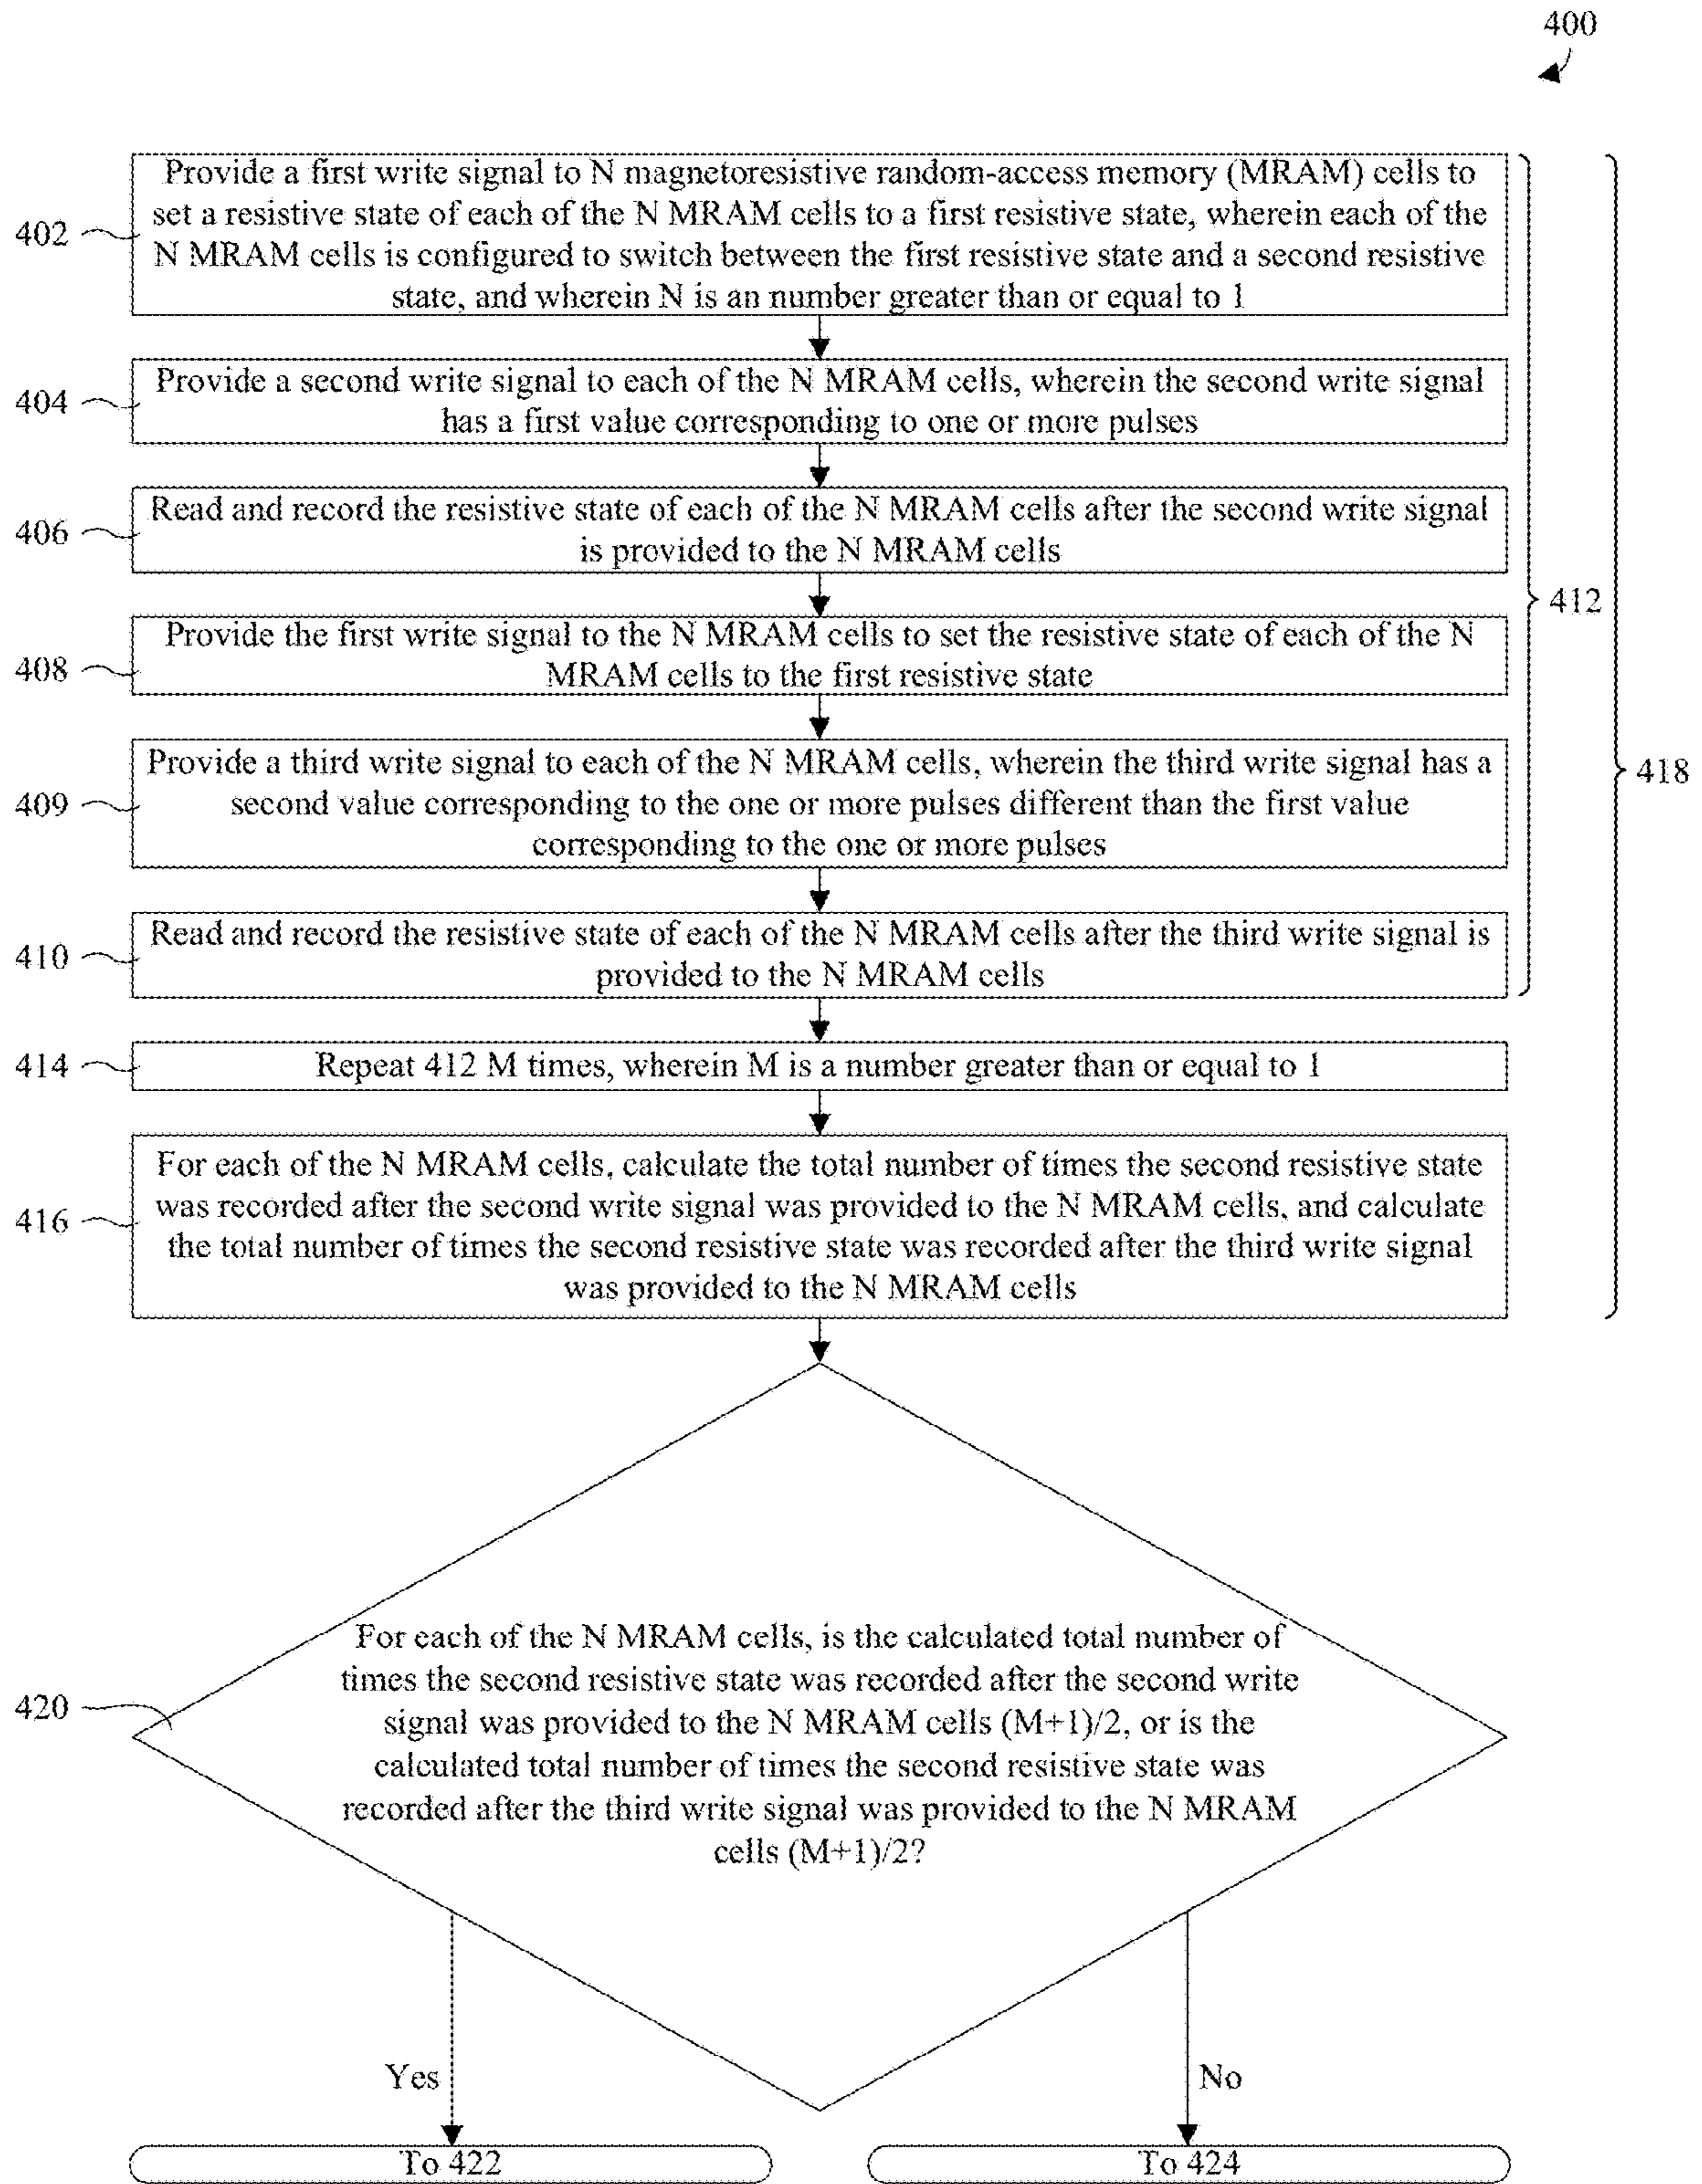 400
Provide a first write signal to N magnetoresistive random-access memory (MRAM) cells to
set a resistive state of each of the N MRAM cells to a first resistive state, wherein each of the
N MRAM cells is configured to switch between the first resistive state and a second resistive
state, and wherein N is an number greater than or equal to 1
402
Provide a second write signal to each of the N MRAM cells, wherein the second write signal
has a first value corresponding to one or more pulses
404
Read and record the resistive state of each of the N MRAM cells after the second write signal
is provided to the N MRAM cells
406
412
Provide the first write signal to the N MRAM cells to set the resistive state of each of the N
MRAM cells to the first resistive state
408
418
Provide a third write signal to each of the N MRAM cells, wherein the third write signal has a
second value corresponding to the one or more pulses different than the first value
corresponding to the one or more pulses
409
Read and record the resistive state of each of the N MRAM cells after the third write signal is
provided to the N MRAM cells
410
414
Repeat 412 M times, wherein M is a number greater than or equal to 1
For each of the N MRAM cells, calculate the total number of times the second resistive state
was recorded after the second write signal was provided to the N MRAM cells, and calculate
the total number of times the second resistive state was recorded after the third write signal
was provided to the N MRAM cells
416
For each of the N MRAM cells, is the calculated total number of
times the second resistive state was recorded after the second write
signal was provided to the N MRAM cells (M+1)/2, or is the
calculated total number of times the second resistive state was
recorded after the third write signal was provided to the N MRAM
cells (M+1)/2?
420
Yes
No
To 422
To 424